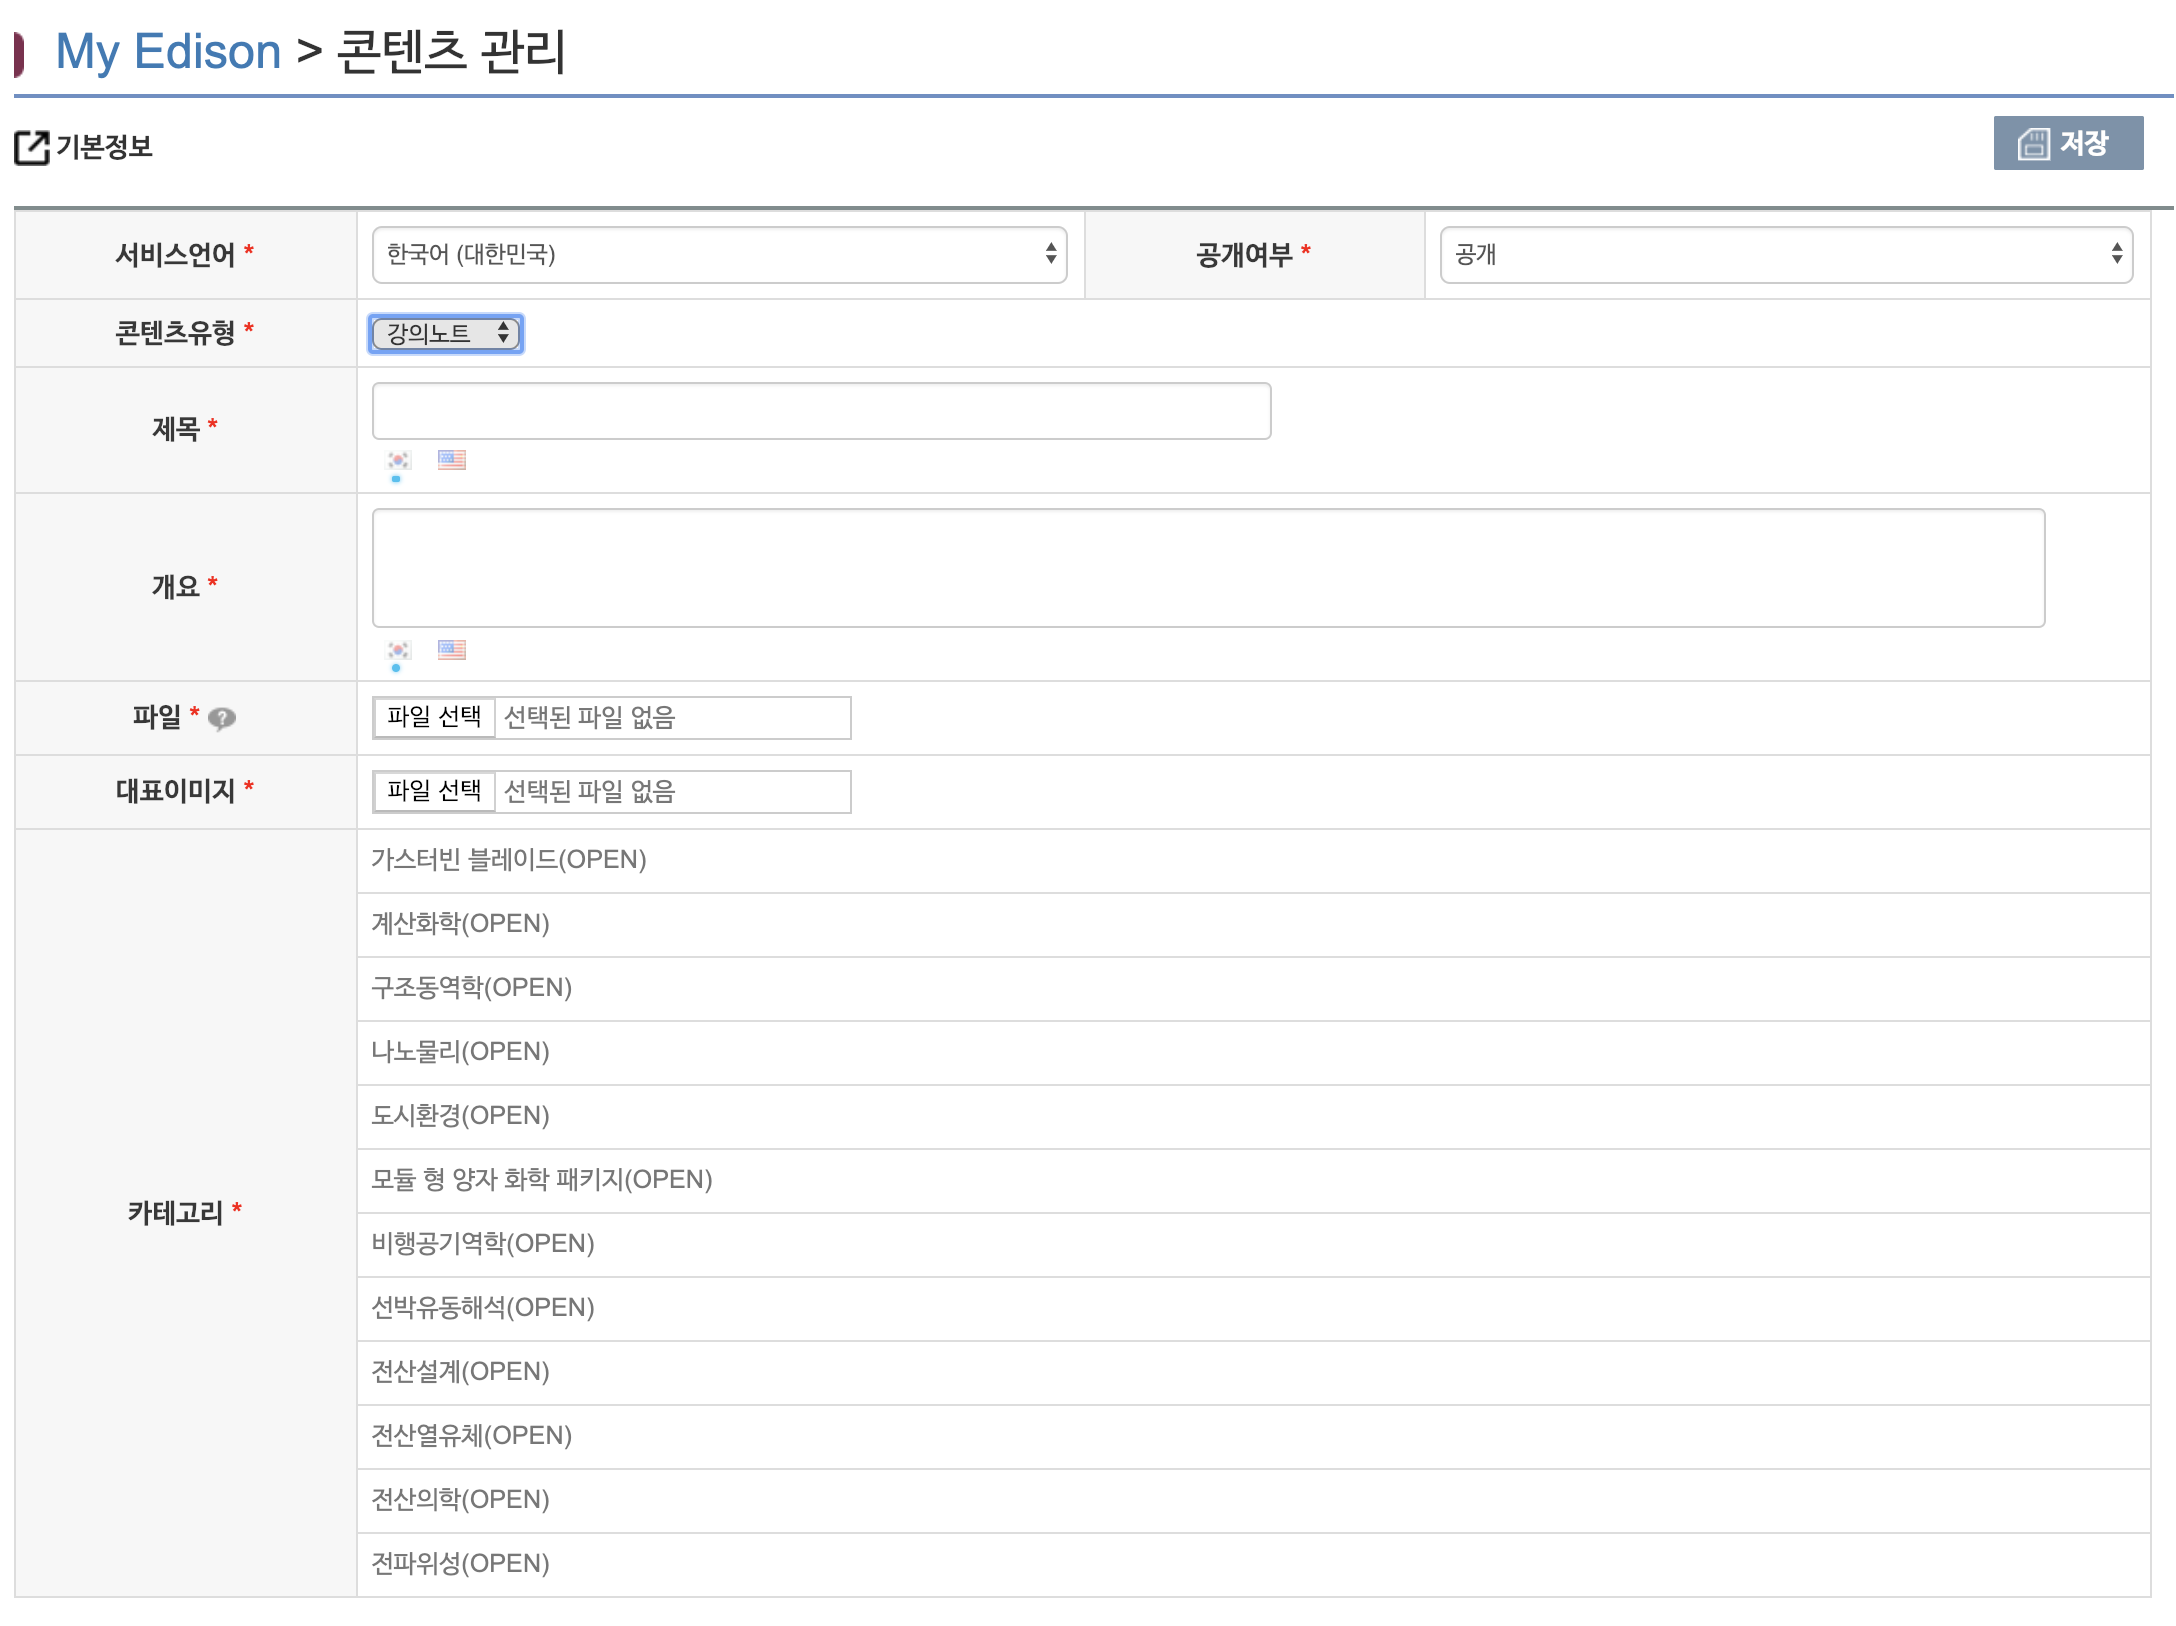 My Edison > 콘텐츠 관리
기본정보
저장
서비스언어 * 한국어 (대한민국) 공개여부 * 공개
콘텐츠유형 * 강의노트
제목 *
개요 *
파일 * ? 파일 선택 선택된 파일 없음
대표이미지 * 파일 선택 선택된 파일 없음
카테고리 *
가스터빈 블레이드(OPEN)
계산화학(OPEN)
구조동역학(OPEN)
나노물리(OPEN)
도시환경(OPEN)
모듈 형 양자 화학 패키지(OPEN)
비행공기역학(OPEN)
선박유동해석(OPEN)
전산설계(OPEN)
전산열유체(OPEN)
전산의학(OPEN)
전파위성(OPEN)